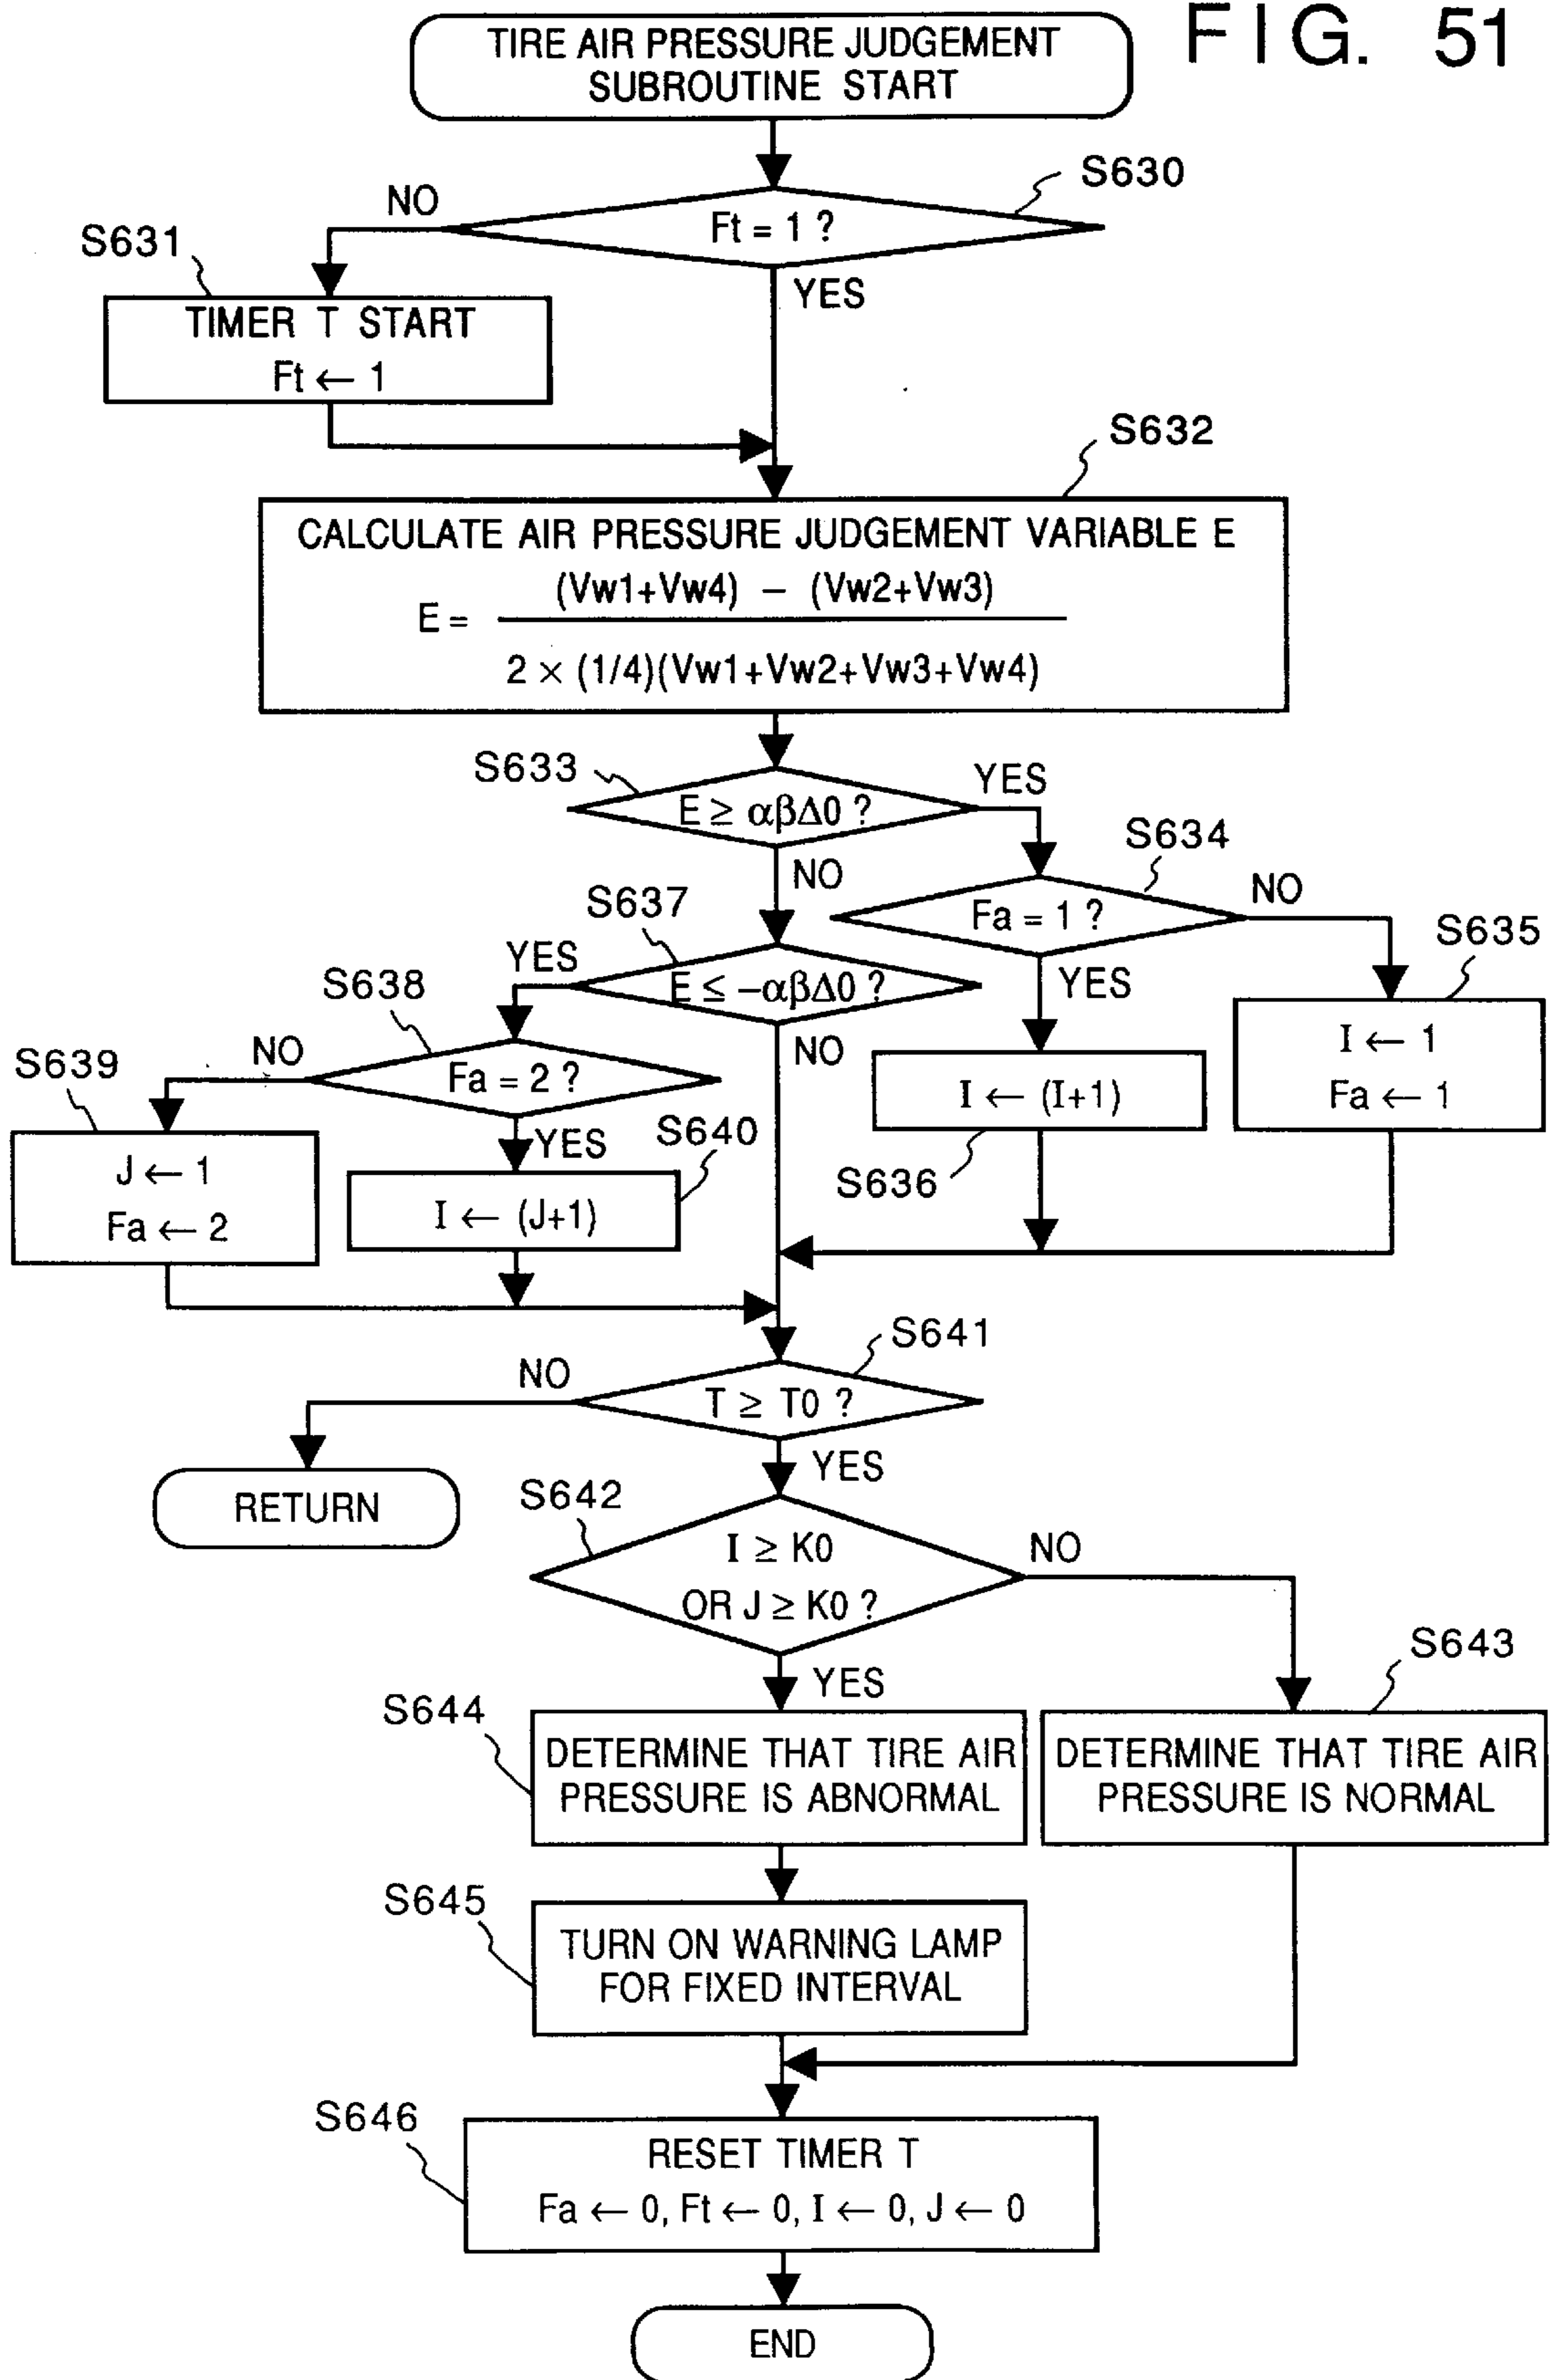 FIG. 51
TIRE AIR PRESSURE JUDGEMENT
SUBROUTINE START
S630
NO
Ft = 1 ?
S631
YES
TIMER T START
Ft ← 1
S632
CALCULATE AIR PRESSURE JUDGEMENT VARIABLE E
(Vw1+Vw4) − (Vw2+Vw3)
E =
2 × (1/4)(Vw1+Vw2+Vw3+Vw4)
S633
YES
E ≥ αβΔ0 ?
S634
NO
NO
S637
Fa = 1 ?
S635
YES
E ≤ −αβΔ0 ?
YES
S638
I ← 1
Fa ← 1
NO
NO
S639
Fa = 2 ?
I ← (I+1)
YES
S640
J ← 1
Fa ← 2
S636
I ← (J+1)
S641
NO
T ≥ T0 ?
YES
RETURN
S642
I ≥ K0
OR J ≥ K0 ?
NO
S643
YES
S644
DETERMINE THAT TIRE AIR
PRESSURE IS ABNORMAL
DETERMINE THAT TIRE AIR
PRESSURE IS NORMAL
S645
TURN ON WARNING LAMP
FOR FIXED INTERVAL
S646
RESET TIMER T
Fa ← 0, Ft ← 0, I ← 0, J ← 0
END